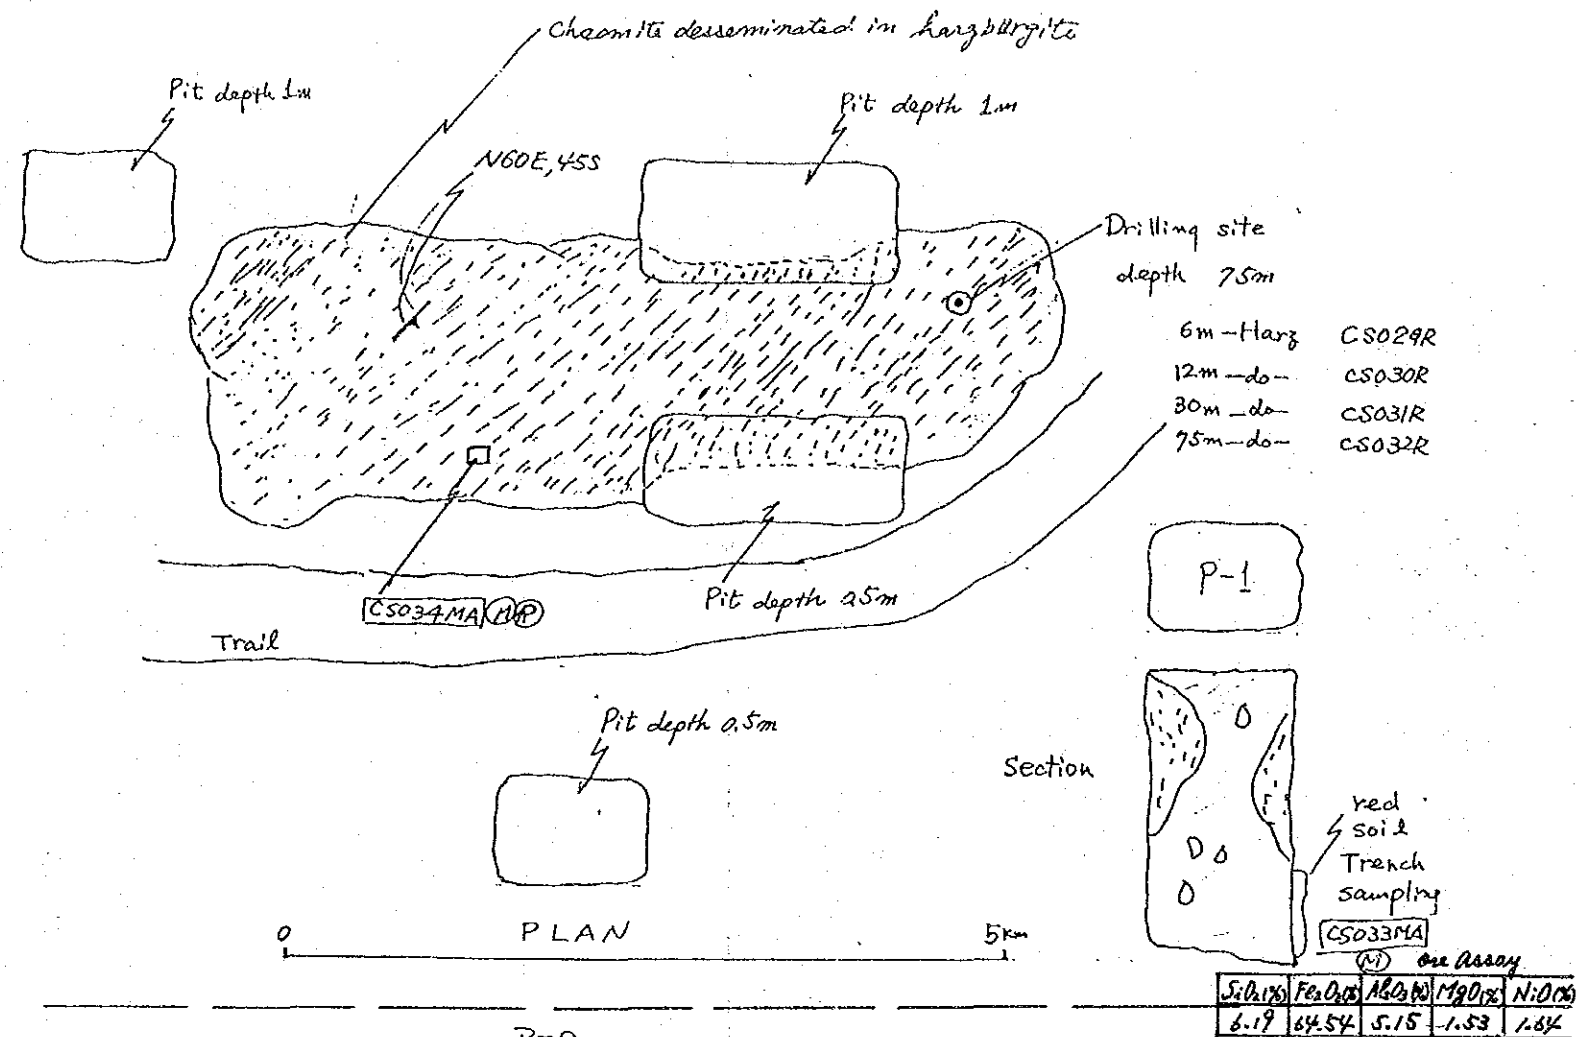 Chromite desseminated in harzburgite
Pit depth 1m
Pit depth 1m
N60E, 45S
Drilling site
depth 75m
6m - Harz CS029R
12m - do - CS030R
30m - do - CS031R
75m - do - CS032R
P-1
CS034MA M P
Pit depth 0.5m
Trail
Pit depth 0.5m
Section
red
soil
Trench
sampling
CS033MA
PLAN
0 5km
ore Assay
SiO2(%) Fe2O3(%) Al2O3(%) MgO(%) NiO(%)
6.19 64.54 5.15 1.53 1.64